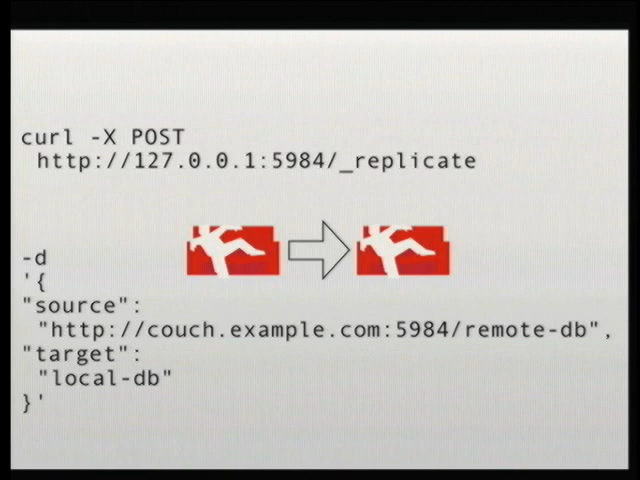 curl -X POST
http://127.0.0.1:5984/_replicate
-d
'{
"source":
"http://couch.example.com:5984/remote-db",
"target":
"local-db"
}'